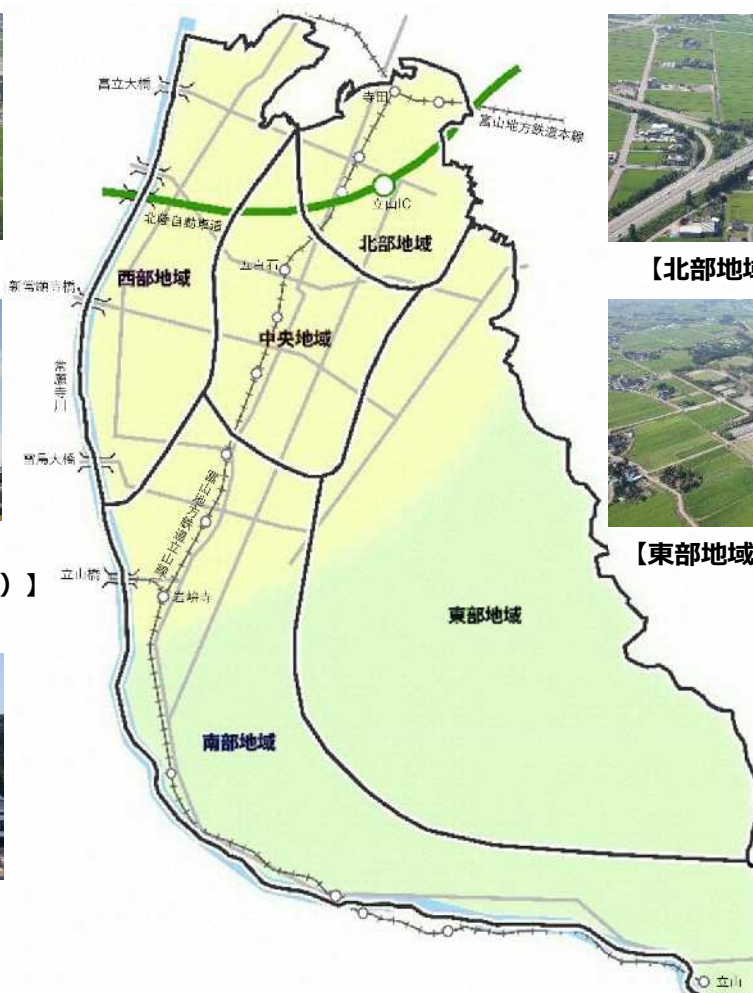 富立大橋
寺田
富山地方鉄道本線
立山IC
北陸自動車道
北部地域
五百石
西部地域
新常願寺橋
中央地域
常願寺川
雷鳥大橋
富山地方鉄道立山線
立山橋
岩峅寺
東部地域
南部地域
立山
【北部地域
【東部地域
）】